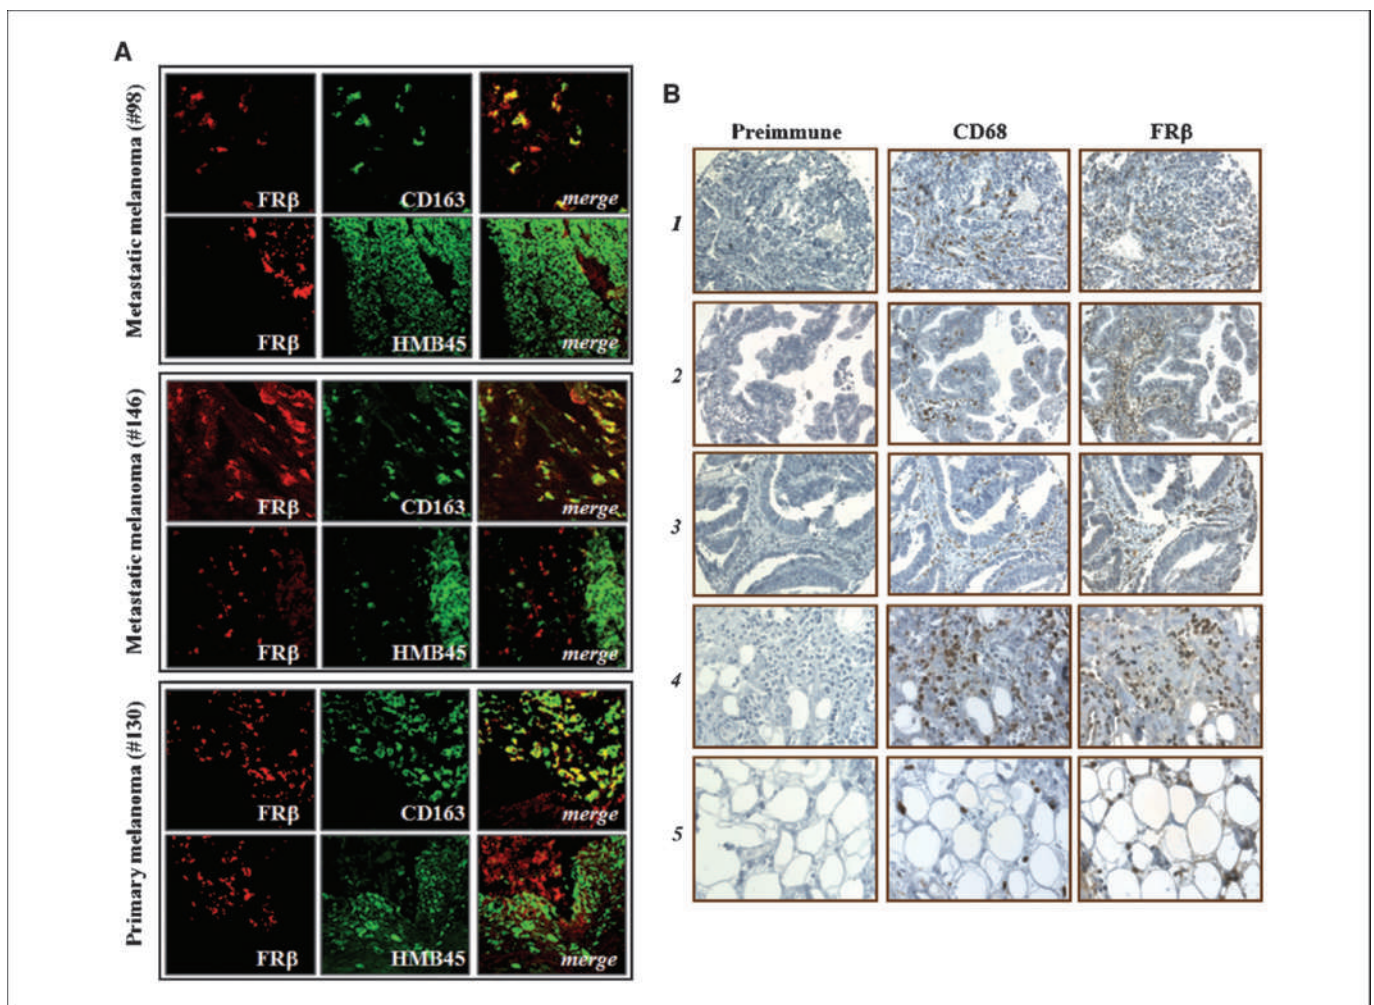 A
Metastatic melanoma (#98)
FRβ
CD163
merge
FRβ
HMB45
merge
Metastatic melanoma (#146)
FRβ
CD163
merge
FRβ
HMB45
merge
Primary melanoma (#130)
FRβ
CD163
merge
FRβ
HMB45
merge
B
Preimmune
CD68
FRβ
1
2
3
4
5